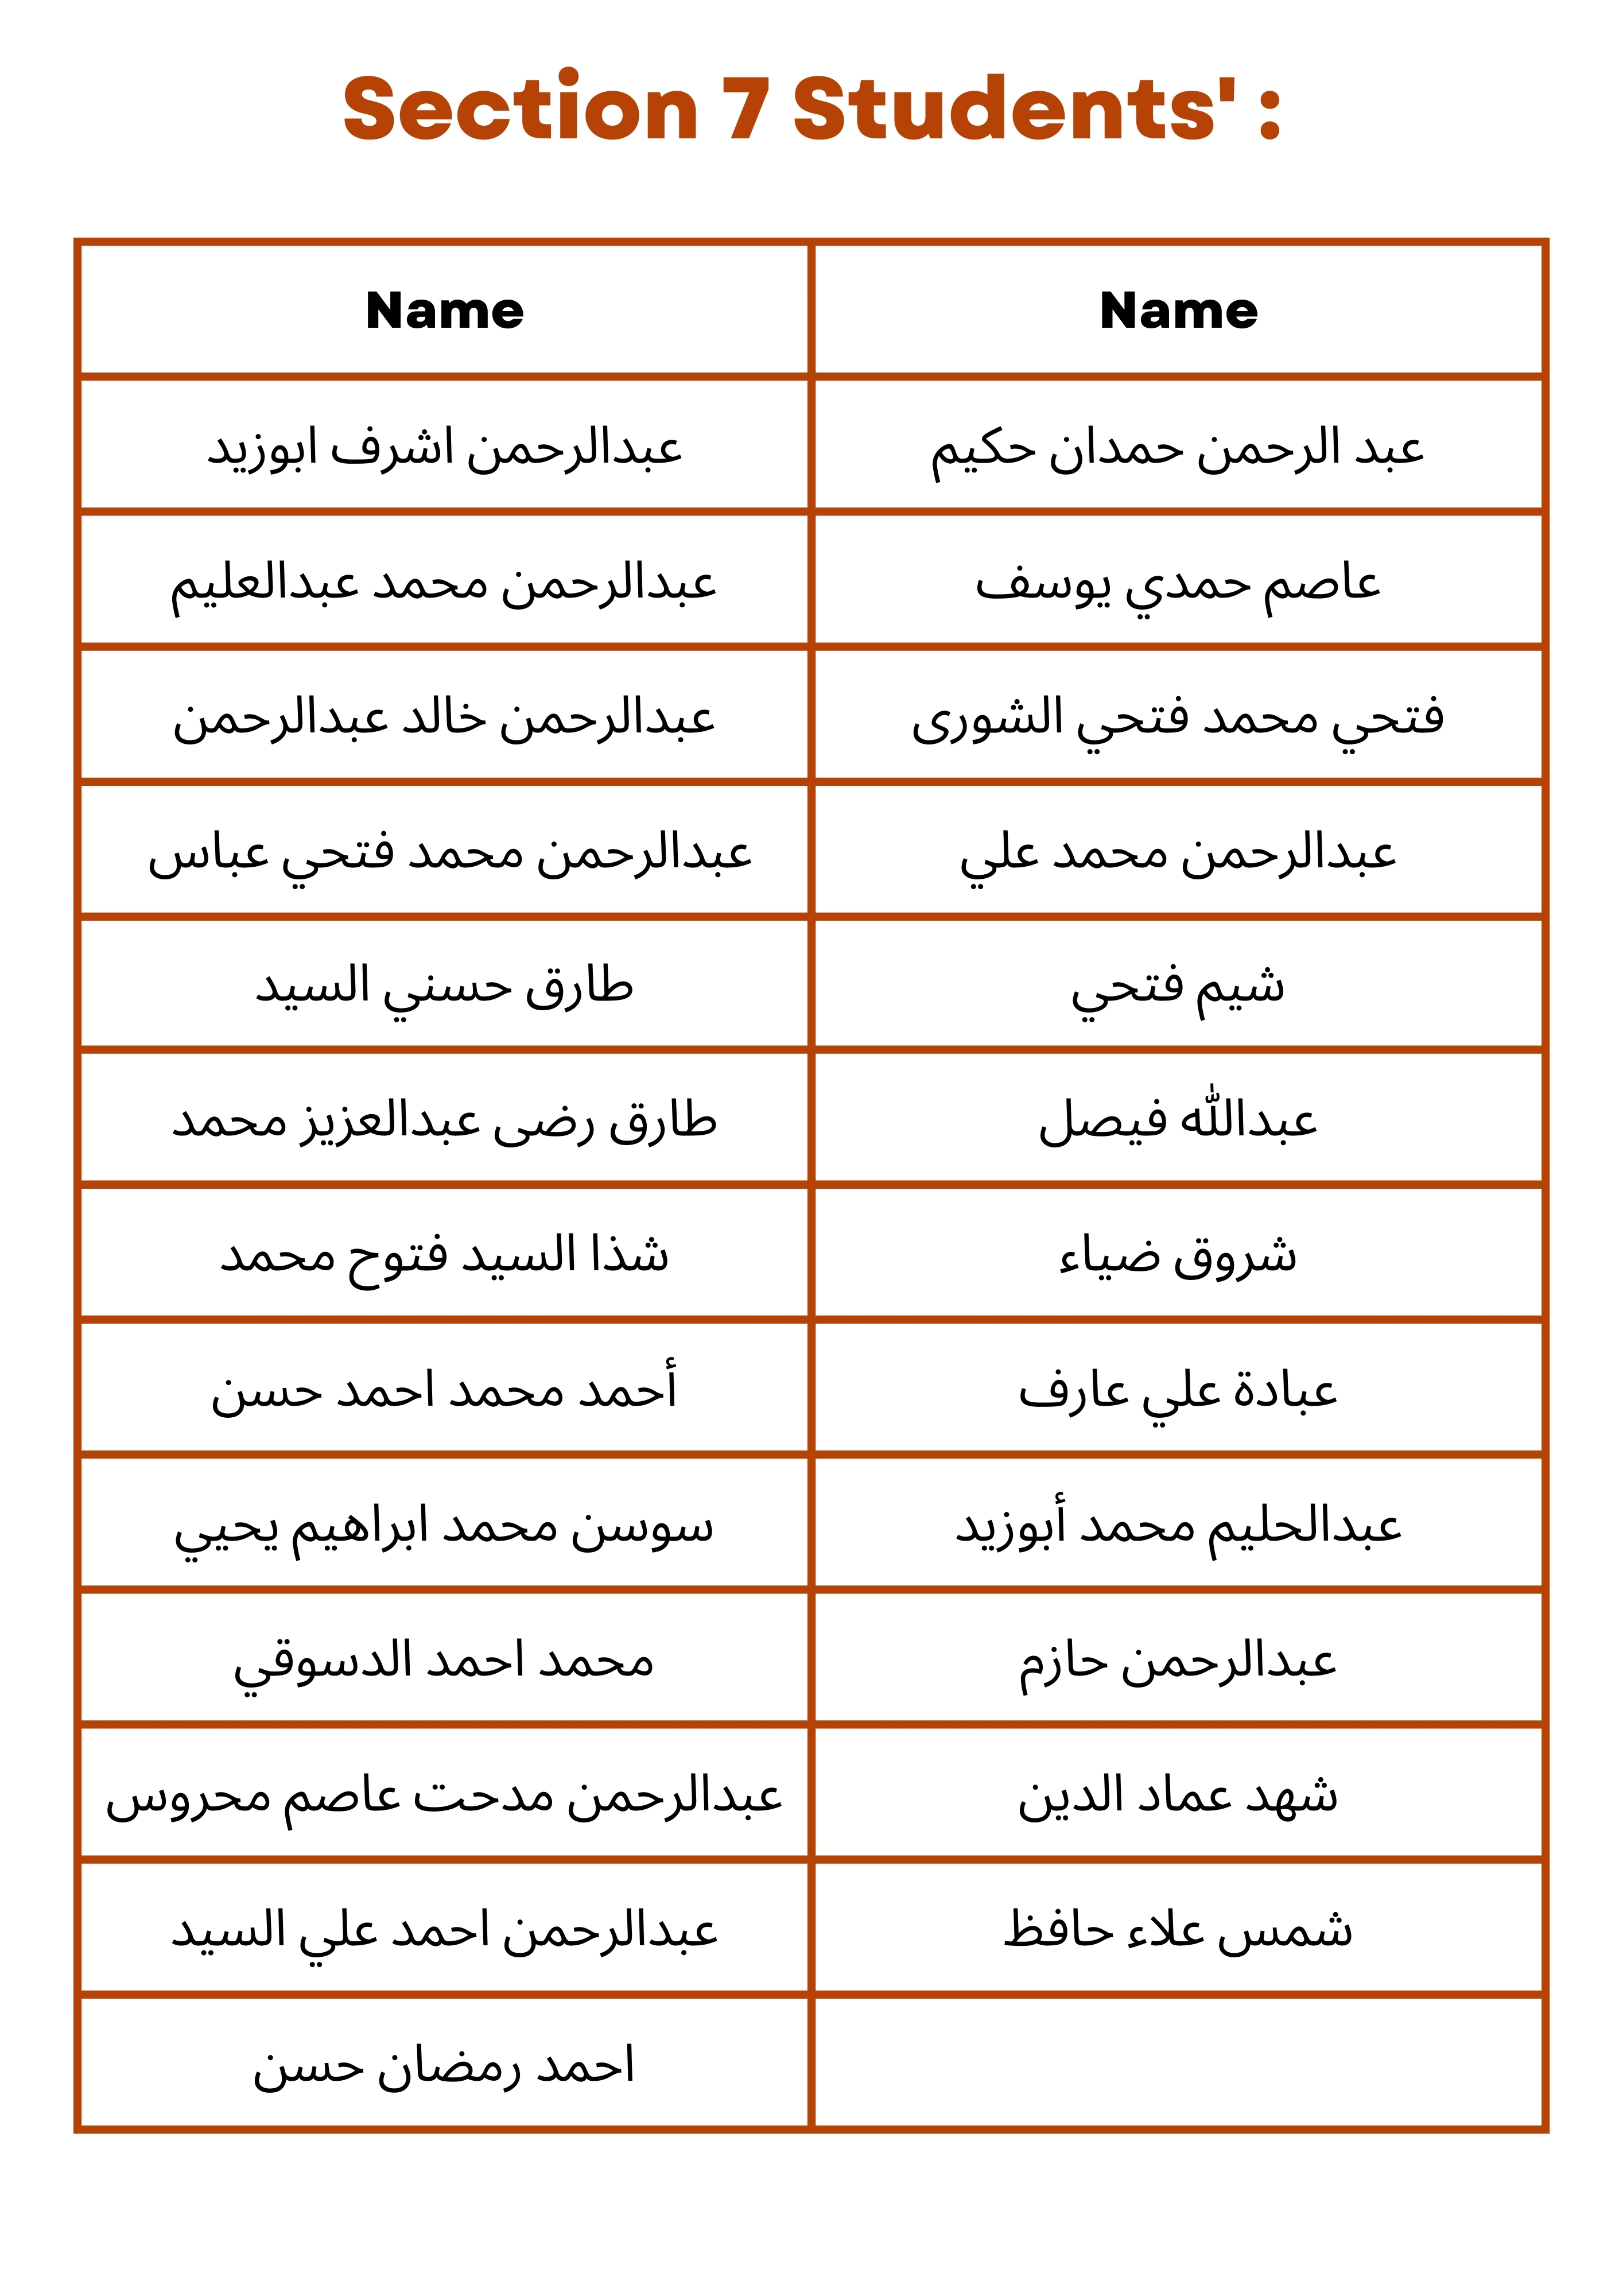 Section 7 Students' :
Name
Name
عبدالرحمن اشرف ابوزيد
عبد الرحمن حمدان حكيم
عبدالرحمن محمد عبدالعليم
عاصم حمدي يوسف
عبدالرحمن خالد عبدالرحمن
فتحي محمد فتحي الشورى
عبدالرحمن محمد فتحي عباس
عبدالرحمن محمد علي
طارق حسني السيد
شيم فتحي
طارق رضى عبدالعزيز محمد
عبدالله فيصل
شذا السيد فتوح محمد
شروق ضياء
أحمد محمد احمد حسن
عبادة علي عارف
سوسن محمد ابراهيم يحيي
عبدالحليم محمد أبوزيد
محمد احمد الدسوقي
عبدالرحمن حازم
عبدالرحمن مدحت عاصم محروس
شهد عماد الدين
عبدالرحمن احمد علي السيد
شمس علاء حافظ
احمد رمضان حسن